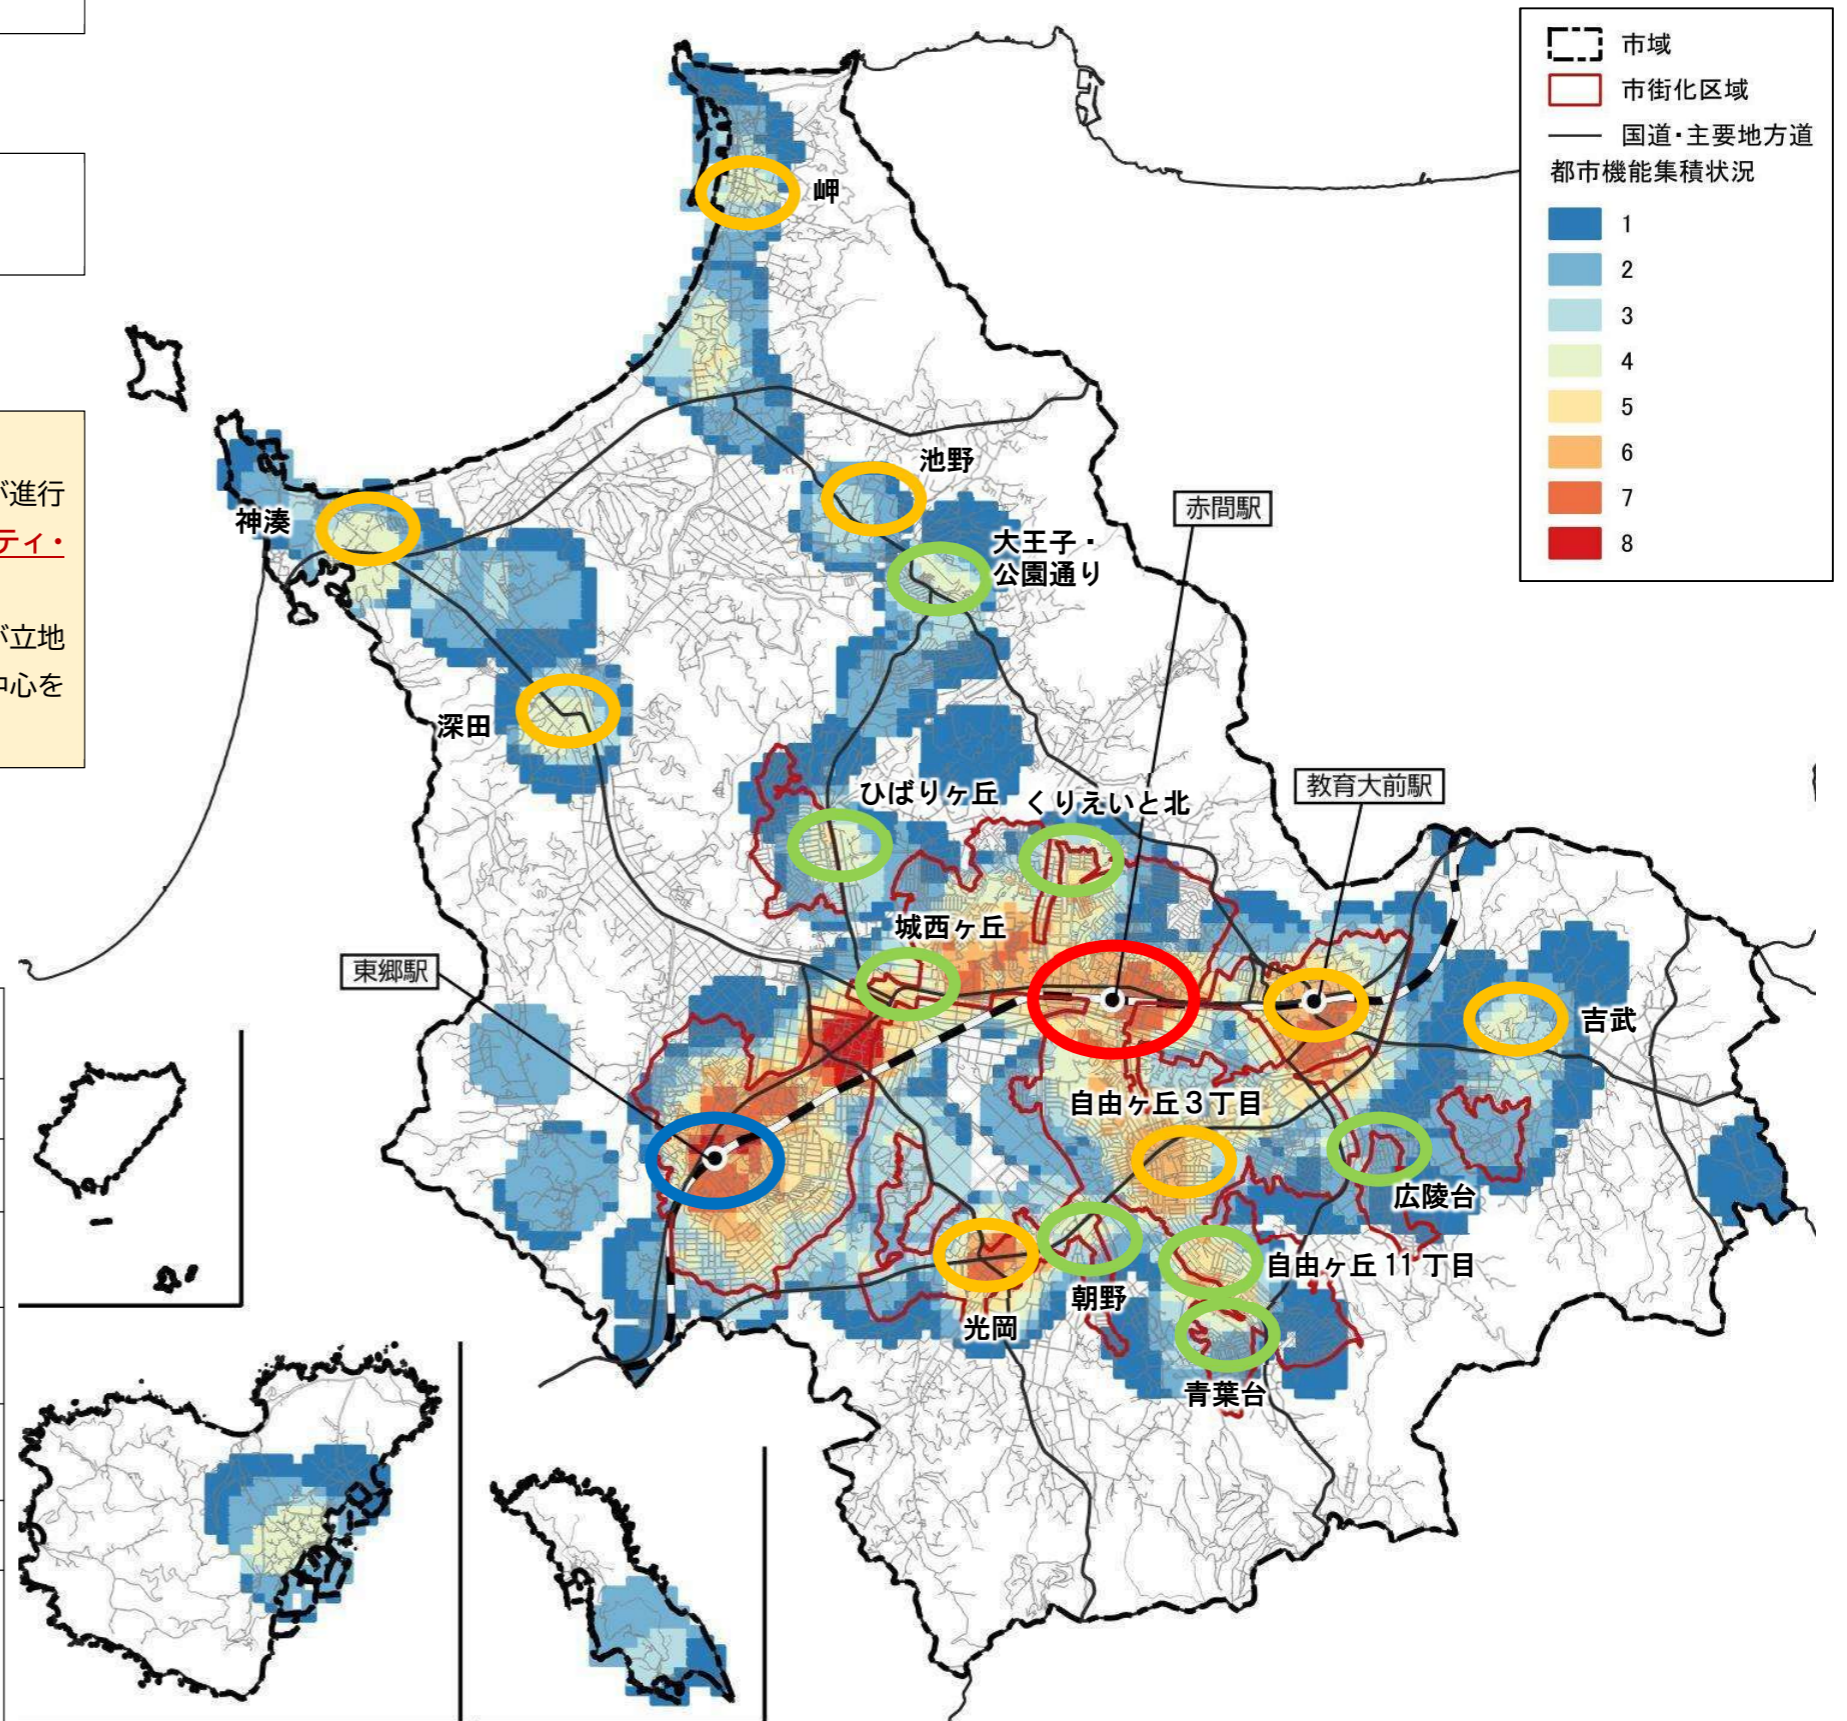 市域
市街化区域
国道・主要地方道
都市機能集積状況
1
2
3
4
5
6
7
8
岬
が進行
ティ・
が立地
中心を
池野
神湊
赤間駅
大王子・
公園通り
深田
教育大前駅
ひばりヶ丘
くりえいと北
城西ヶ丘
東郷駅
吉武
自由ヶ丘３丁目
広陵台
自由ヶ丘 11 丁目
朝野
光岡
青葉台